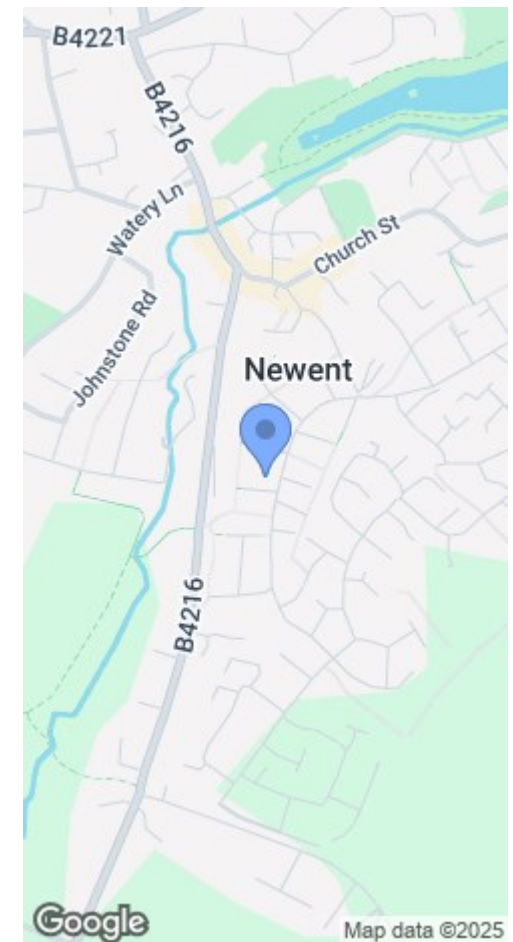 B4221
B4216
Watery Ln
Church St
Johnstone Rd
Newent
B4216
Google
Map data ©2025